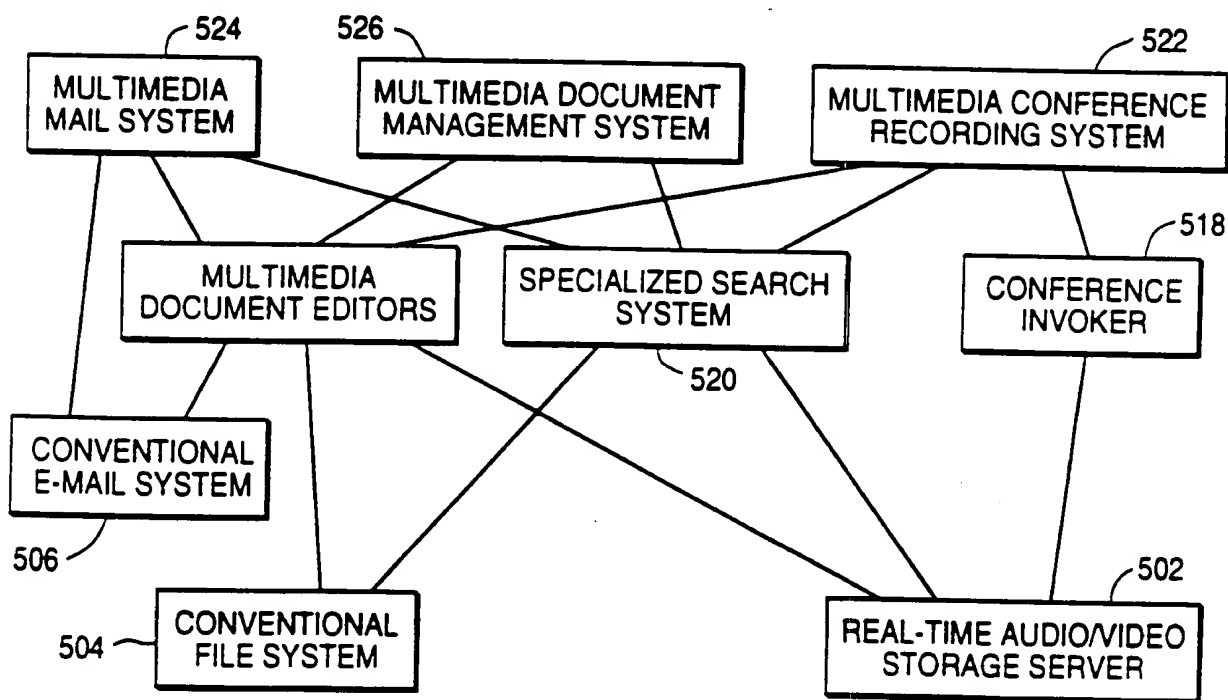 524
526
522
MULTIMEDIA
MAIL SYSTEM
MULTIMEDIA DOCUMENT
MANAGEMENT SYSTEM
MULTIMEDIA CONFERENCE
RECORDING SYSTEM
518
MULTIMEDIA
DOCUMENT EDITORS
SPECIALIZED SEARCH
SYSTEM
CONFERENCE
INVOKER
520
CONVENTIONAL
E-MAIL SYSTEM
506
502
504
CONVENTIONAL
FILE SYSTEM
REAL-TIME AUDIO/VIDEO
STORAGE SERVER